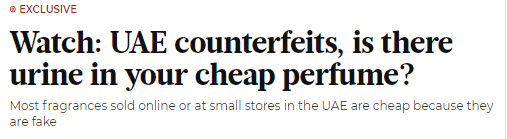 EXCLUSIVE
Watch: UAE counterfeits, is there
urine in your cheap perfume?
Most fragrances sold online or at small stores in the UAE are cheap because they
are fake